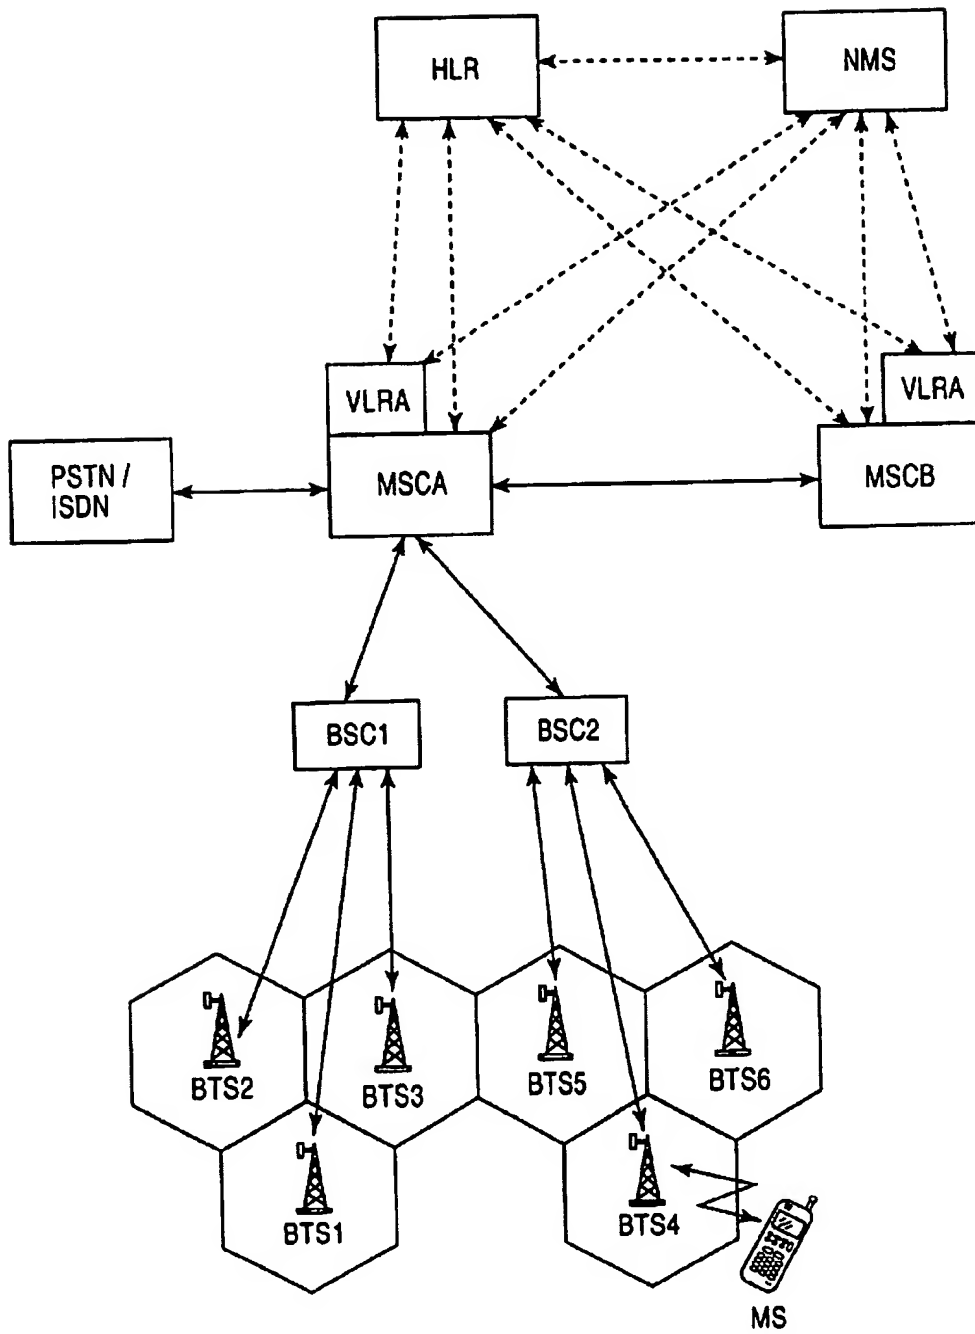 HLR
NMS
VLRA
VLRA
PSTN /
ISDN
MSCA
MSCB
BSC1
BSC2
BTS2
BTS3
BTS5
BTS6
BTS1
BTS4
MS